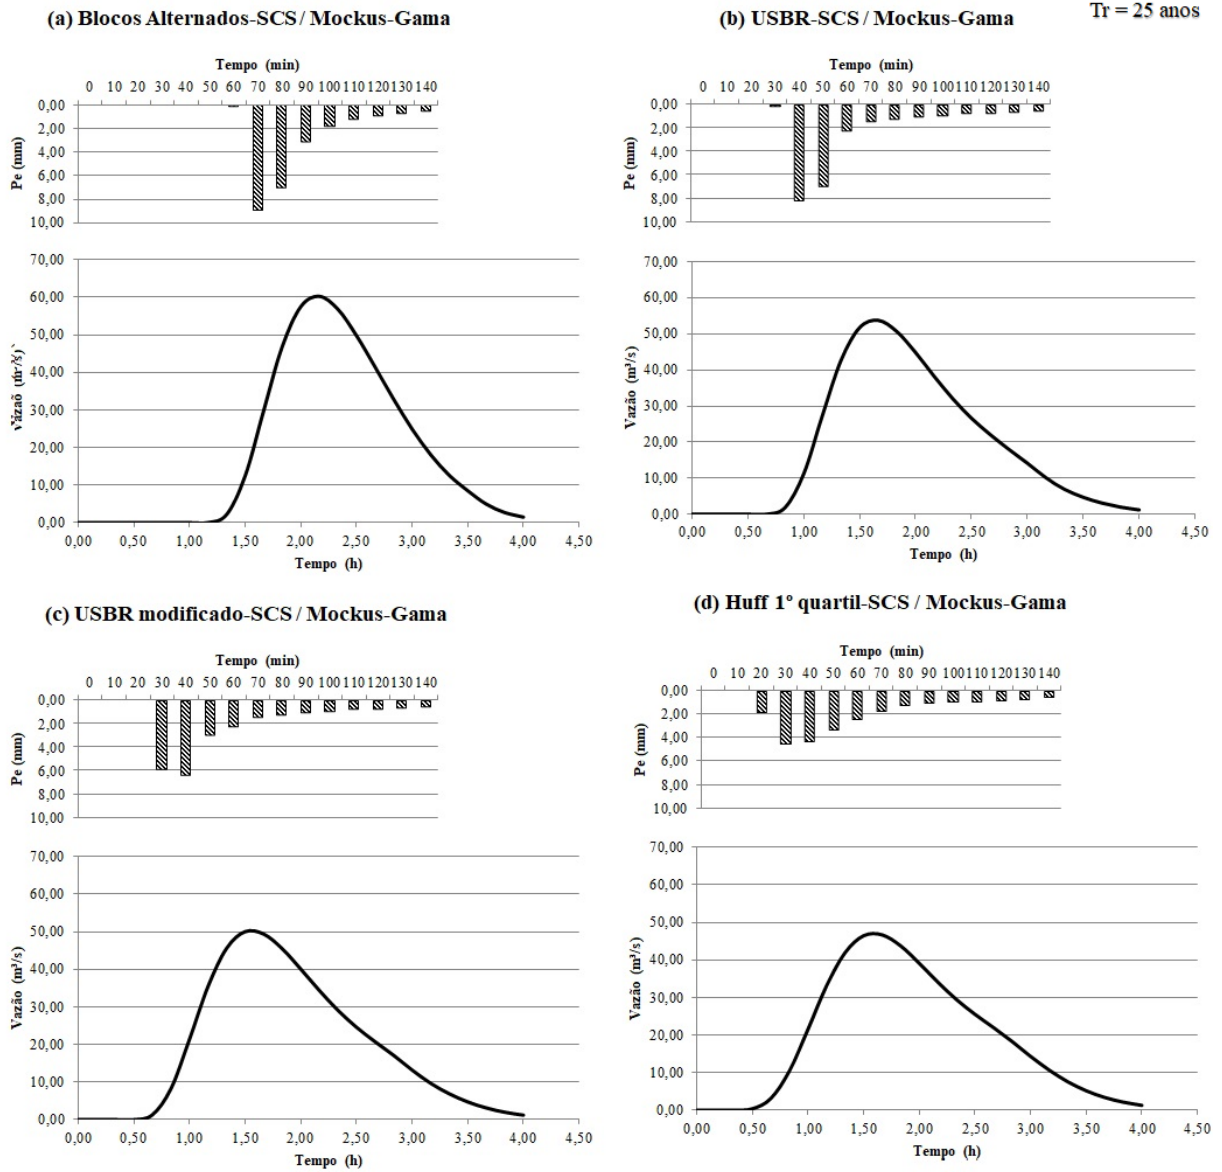 (a) Blocos Alternados-SCS / Mockus-Gama
Tempo (min)
0 10 20 30 40 50 60 70 80 90 100 110 120 130 140
0,00
2,00
4,00
6,00
8,00
10,00
Pe (mm)
70,00
60,00
50,00
40,00
30,00
20,00
10,00
0,00
0,00 0,50 1,00 1,50 2,00 2,50 3,00 3,50 4,00 4,50
Tempo (h)
(b) USBR-SCS / Mockus-Gama
Tr = 25 anos
Tempo (min)
0 10 20 30 40 50 60 70 80 90 100 110 120 130 140
0,00
2,00
4,00
6,00
8,00
10,00
Pe (mm)
70,00
60,00
50,00
40,00
30,00
20,00
10,00
0,00
Vazão (m³/s)
0,00 0,50 1,00 1,50 2,00 2,50 3,00 3,50 4,00 4,50
Tempo (h)
(c) USBR modificado-SCS / Mockus-Gama
Tempo (min)
0 10 20 30 40 50 60 70 80 90 100 110 120 130 140
0,00
2,00
4,00
6,00
8,00
10,00
Pe (mm)
70,00
60,00
50,00
40,00
30,00
20,00
10,00
0,00
Vazão (m³/s)
0,00 0,50 1,00 1,50 2,00 2,50 3,00 3,50 4,00 4,50
Tempo (h)
(d) Huff 1º quartil-SCS / Mockus-Gama
Tempo (min)
0 10 20 30 40 50 60 70 80 90 100 110 120 130 140
0,00
2,00
4,00
6,00
8,00
10,00
Pe (mm)
70,00
60,00
50,00
40,00
30,00
20,00
10,00
0,00
Vazão (m³/s)
0,00 0,50 1,00 1,50 2,00 2,50 3,00 3,50 4,00 4,50
Tempo (h)